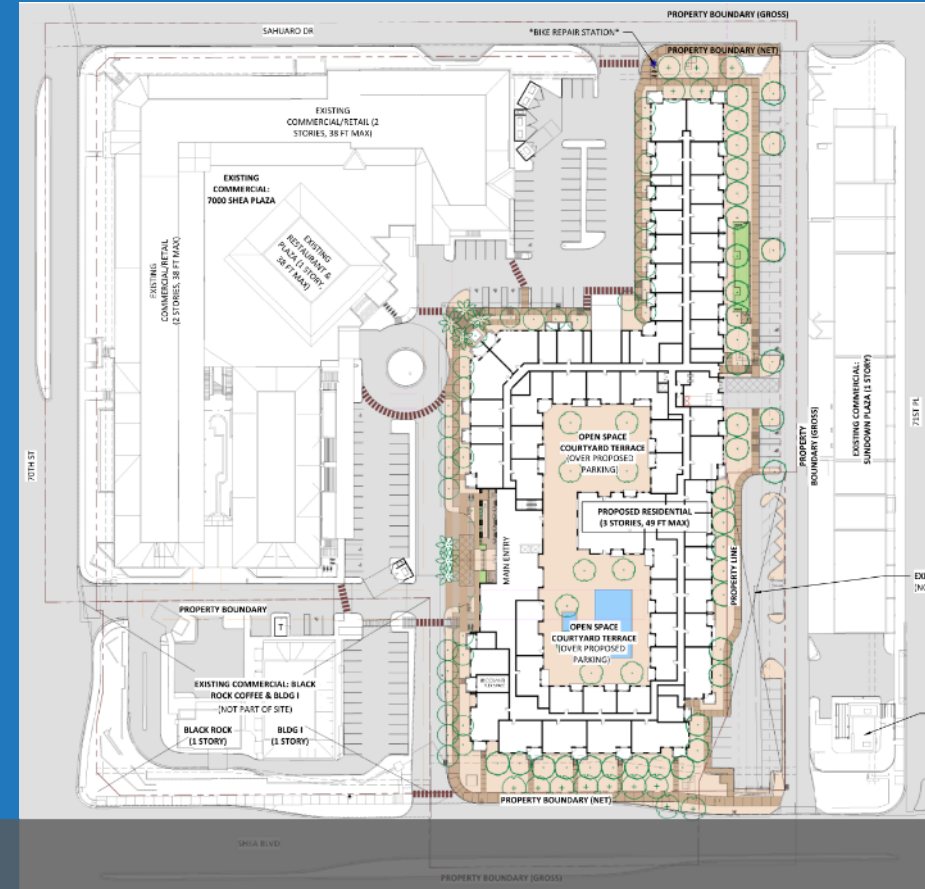 PROPERTY BOUNDARY (GROSS)
SAHUARO DR
*BIKE REPAIR STATION*
PROPERTY BOUNDARY (NET)
EXISTING
COMMERCIAL/RETAIL (2
STORIES, 38 FT MAX)
EXISTING
COMMERCIAL:
7000 SHEA PLAZA
EXISTING
RESTAURANT &
PLAZA (1 STORY,
38 FT MAX)
EXISTING
COMMERCIAL/RETAIL
(2 STORIES, 38 FT MAX)
70TH ST
OPEN SPACE
COURTYARD TERRACE
(OVER PROPOSED
PARKING)
PROPERTY
BOUNDARY (GROSS)
EXISTING COMMERCIAL:
SUNDOWN PLAZA (1 STORY)
71ST PL
PROPOSED RESIDENTIAL
(3 STORIES, 49 FT MAX)
MAIN ENTRY
PROPERTY LINE
PROPERTY BOUNDARY
T
OPEN SPACE
COURTYARD TERRACE
(OVER PROPOSED
PARKING)
EXISTING COMMERCIAL: BLACK
ROCK COFFEE & BLDG I
(NOT PART OF SITE)
BLACK ROCK
(1 STORY)
BLDG I
(1 STORY)
PROPERTY BOUNDARY (NET)
SHEA BLVD
PROPERTY BOUNDARY (GROSS)